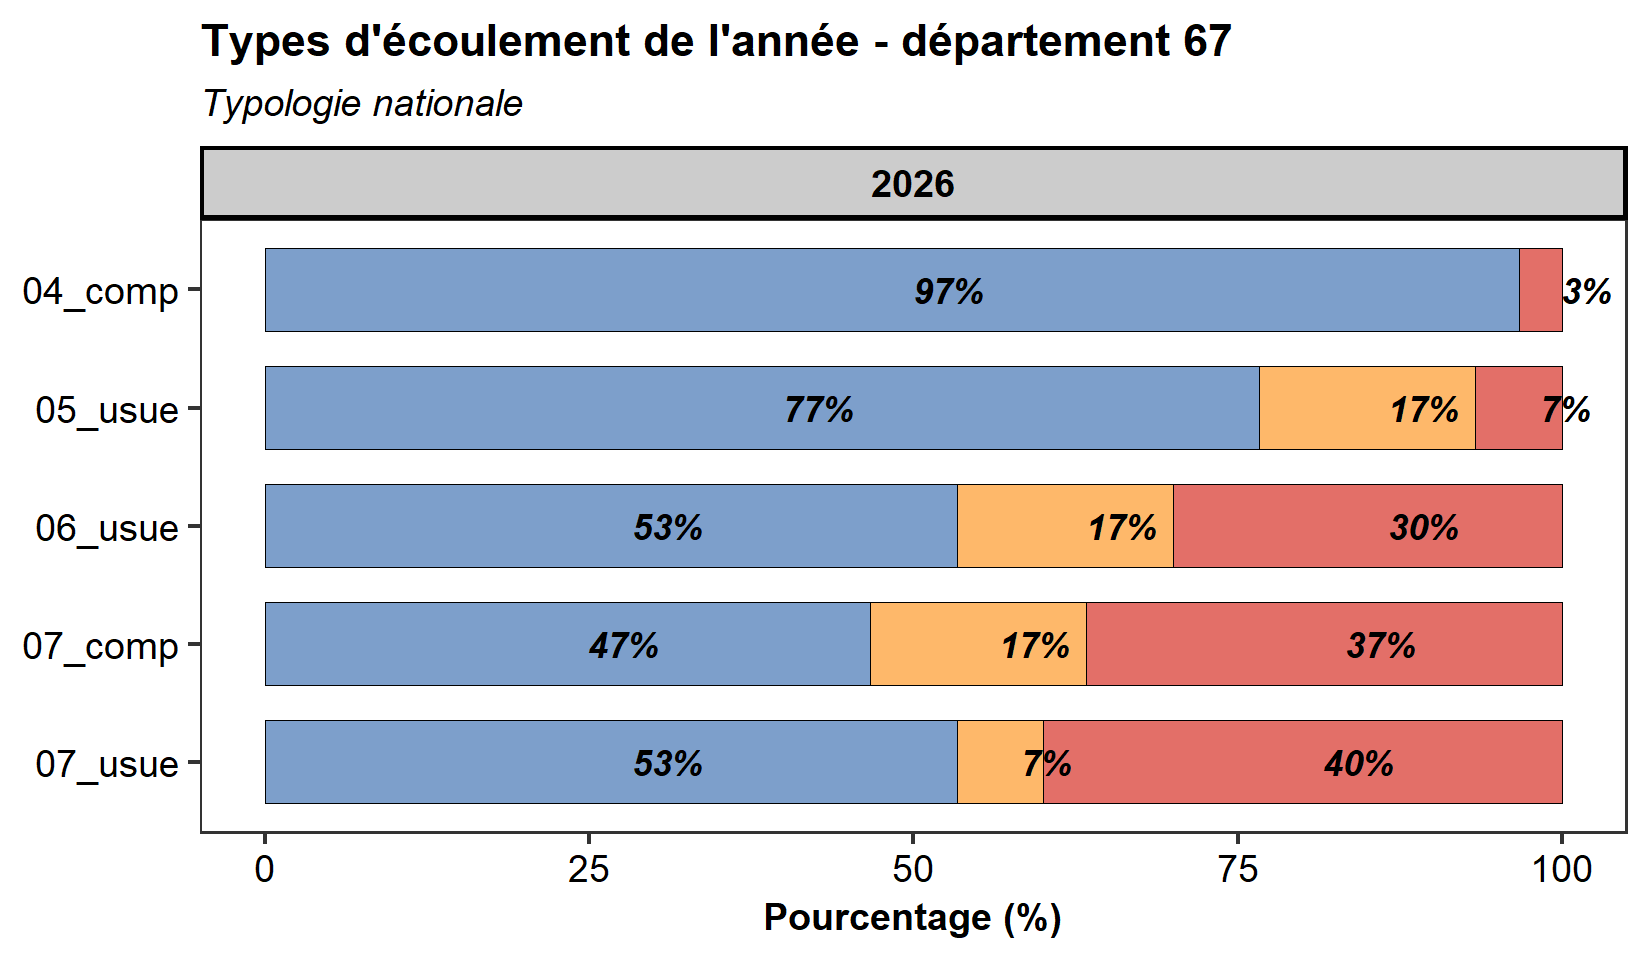 Types d'écoulement de l'année - département 67
Typologie nationale
2026
04_comp 97% 3%
05_usue 77% 17% 7%
06_usue 53% 17% 30%
07_comp 47% 17% 37%
07_usue 53% 7% 40%
0 25 50 75 100
Pourcentage (%)